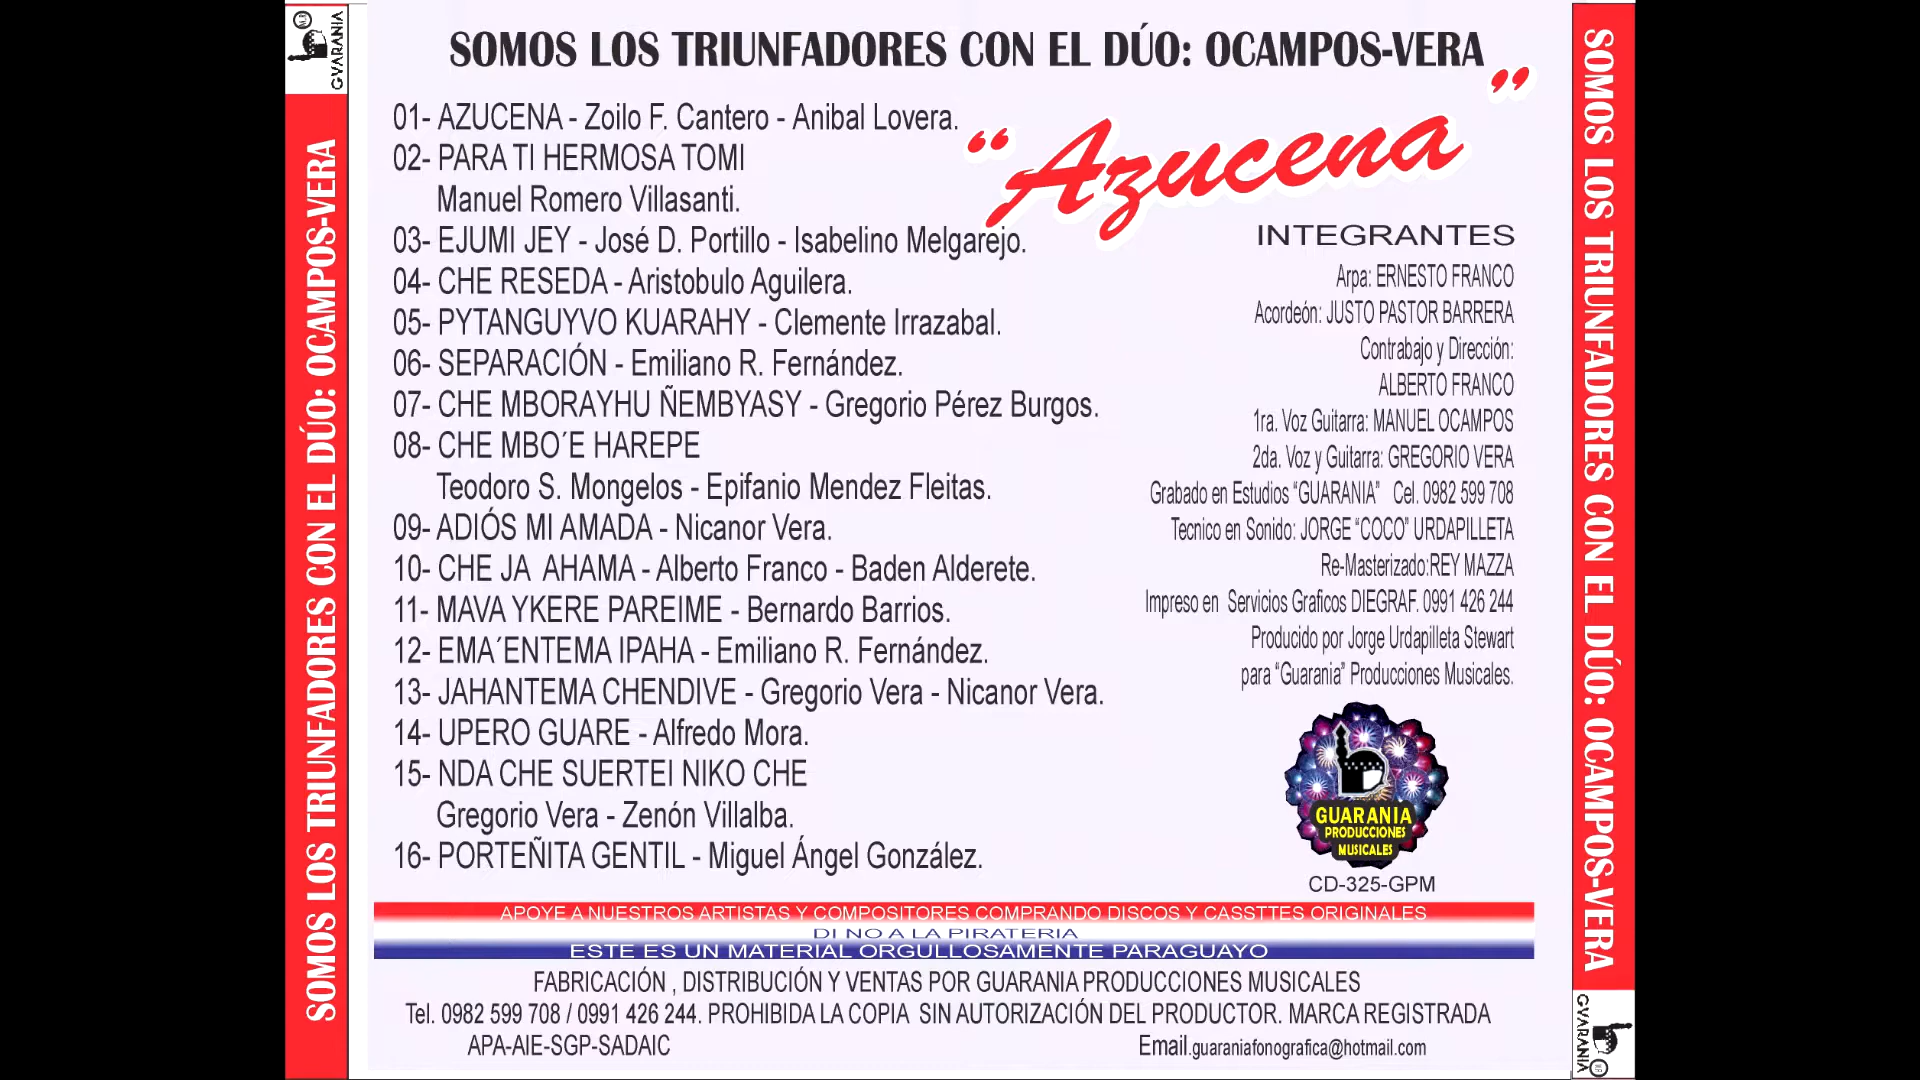 GVARANIA
SOMOS LOS TRIUNFADORES CON EL DÚO: OCAMPOS-VERA
SOMOS LOS TRIUNFADORES CON EL DÚO: OCAMPOS-VERA
“Azucena”
01- AZUCENA - Zoilo F. Cantero - Anibal Lovera.
02- PARA TI HERMOSA TOMI
Manuel Romero Villasanti.
03- EJUMI JEY - José D. Portillo - Isabelino Melgarejo.
04- CHE RESEDA - Aristobulo Aguilera.
05- PYTANGUYVO KUARAHY - Clemente Irrazabal.
06- SEPARACIÓN - Emiliano R. Fernández.
07- CHE MBORAYHU ÑEMBYASY - Gregorio Pérez Burgos.
08- CHE MBO´E HAREPE
Teodoro S. Mongelos - Epifanio Mendez Fleitas.
09- ADIÓS MI AMADA - Nicanor Vera.
10- CHE JA AHAMA - Alberto Franco - Baden Alderete.
11- MAVA YKERE PAREIME - Bernardo Barrios.
12- EMA´ENTEMA IPAHA - Emiliano R. Fernández.
13- JAHANTEMA CHENDIVE - Gregorio Vera - Nicanor Vera.
14- UPERO GUARE - Alfredo Mora.
15- NDA CHE SUERTEI NIKO CHE
Gregorio Vera - Zenón Villalba.
16- PORTEÑITA GENTIL - Miguel Ángel González.
INTEGRANTES
Arpa: ERNESTO FRANCO
Acordeón: JUSTO PASTOR BARRERA
Contrabajo y Dirección:
ALBERTO FRANCO
1ra. Voz Guitarra: MANUEL OCAMPOS
2da. Voz y Guitarra: GREGORIO VERA
Grabado en Estudios “GUARANIA” Cel. 0982 599 708
Tecnico en Sonido: JORGE “COCO” URDAPILLETA
Re-Masterizado:REY MAZZA
Impreso en Servicios Graficos DIEGRAF. 0991 426 244
Producido por Jorge Urdapilleta Stewart
para “Guarania” Producciones Musicales.
GUARANIA
PRODUCCIONES
MUSICALES
CD-325-GPM
APOYE A NUESTROS ARTISTAS Y COMPOSITORES COMPRANDO DISCOS Y CASSTTES ORIGINALES
DI NO A LA PIRATERIA
ESTE ES UN MATERIAL ORGULLOSAMENTE PARAGUAYO
FABRICACIÓN , DISTRIBUCIÓN Y VENTAS POR GUARANIA PRODUCCIONES MUSICALES
Tel. 0982 599 708 / 0991 426 244. PROHIBIDA LA COPIA SIN AUTORIZACIÓN DEL PRODUCTOR. MARCA REGISTRADA
APA-AIE-SGP-SADAIC Email.guaraniafonografica@hotmail.com
SOMOS LOS TRIUNFADORES CON EL DÚO: OCAMPOS-VERA
GVARANIA